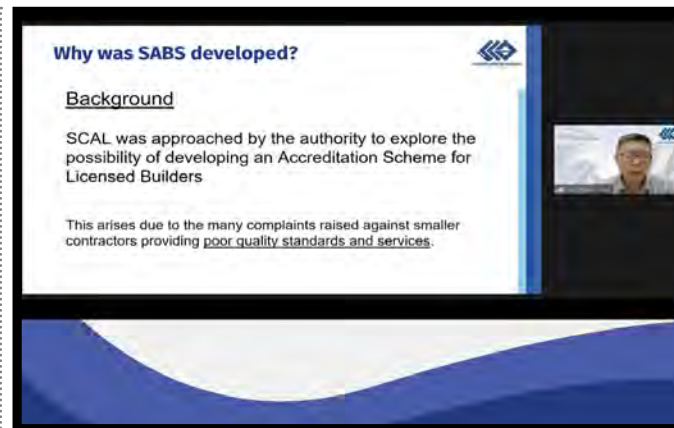 Why was SABS developed?
Background
SCAL was approached by the authority to explore the
possibility of developing an Accreditation Scheme for
Licensed Builders
This arises due to the many complaints raised against smaller
contractors providing poor quality standards and services.